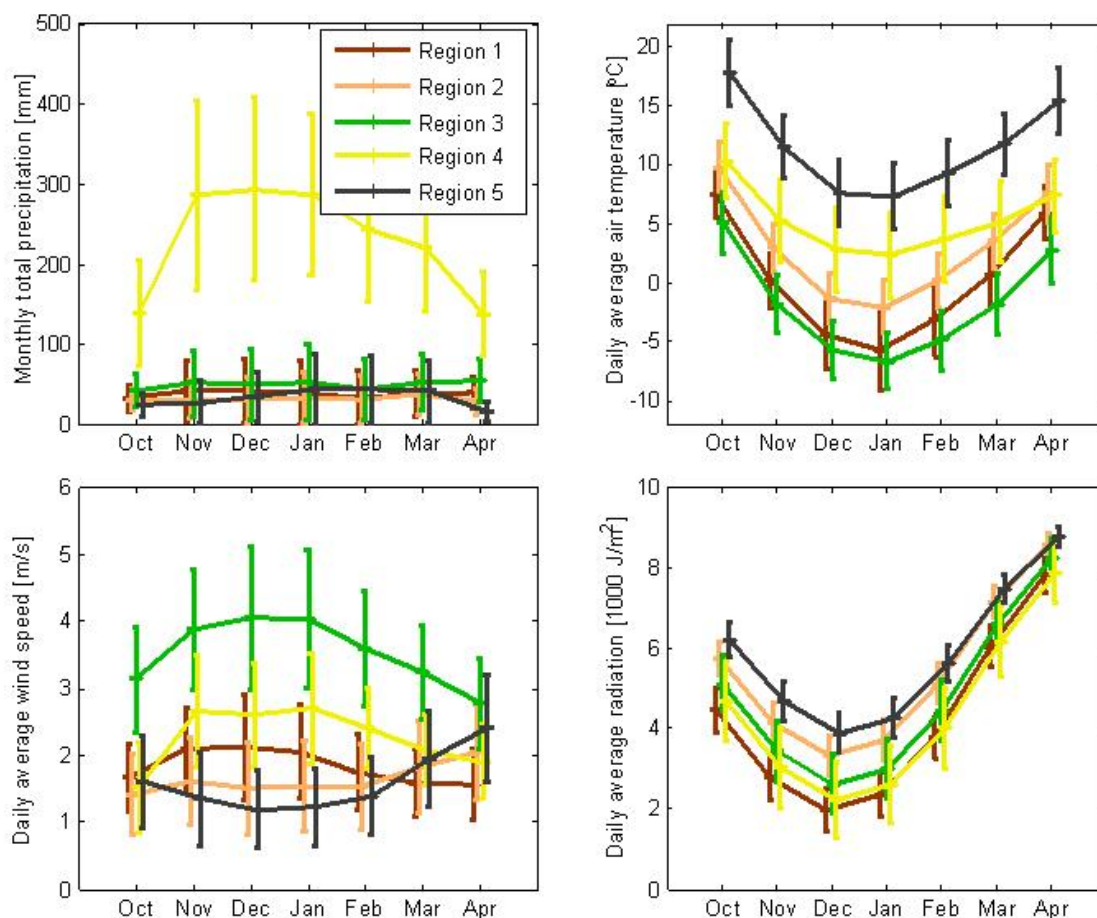 Monthly total precipitation [mm]
500
400
300
200
100
0
Oct Nov Dec Jan Feb Mar Apr
Region 1
Region 2
Region 3
Region 4
Region 5
Daily average air temperature [ºC]
20
15
10
5
0
-5
-10
Oct Nov Dec Jan Feb Mar Apr
Daily average wind speed [m/s]
6
5
4
3
2
1
0
Oct Nov Dec Jan Feb Mar Apr
Daily average radiation [1000 J/m²]
10
8
6
4
2
0
Oct Nov Dec Jan Feb Mar Apr